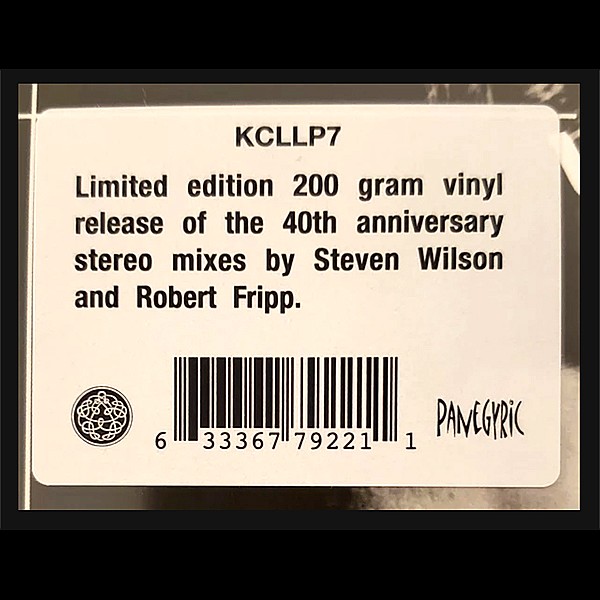 KCLLP7
Limited edition 200 gram vinyl
release of the 40th anniversary
stereo mixes by Steven Wilson
and Robert Fripp.
6 33367 79221 1
PANEGYRIC